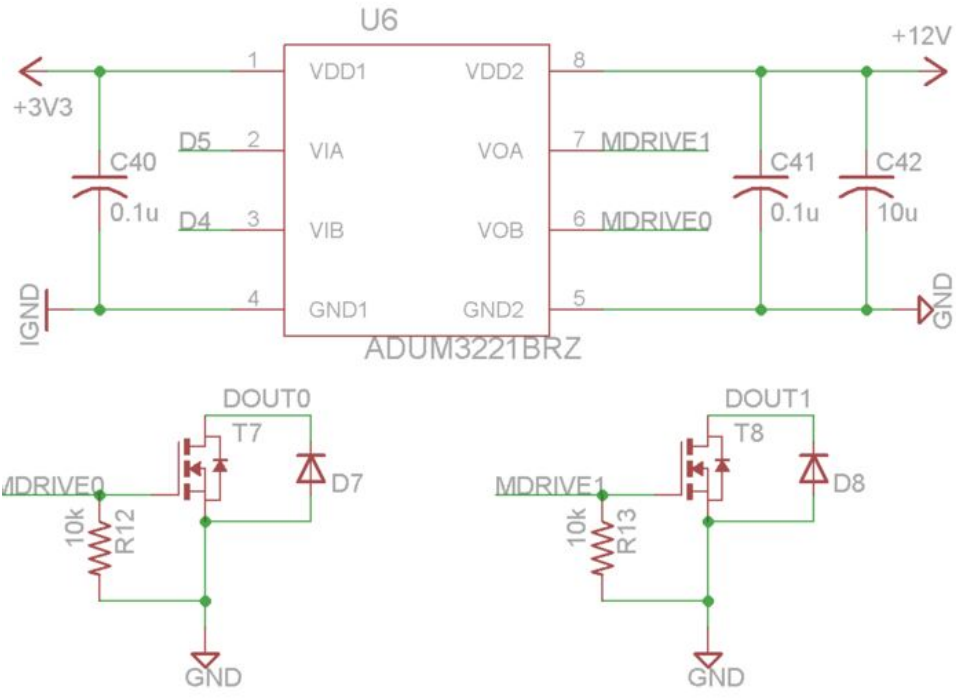 U6
+12V
1
VDD1
VDD2
8
+3V3
D5
2
VIA
VOA
7
MDRIVE1
C40
0.1u
C41
0.1u
C42
10u
D4
3
VIB
VOB
6
MDRIVE0
IGND
4
GND1
GND2
5
GND
ADUM3221BRZ
DOUT0
T7
MDRIVE0
D7
10k
R12
GND
DOUT1
T8
MDRIVE1
D8
10k
R13
GND